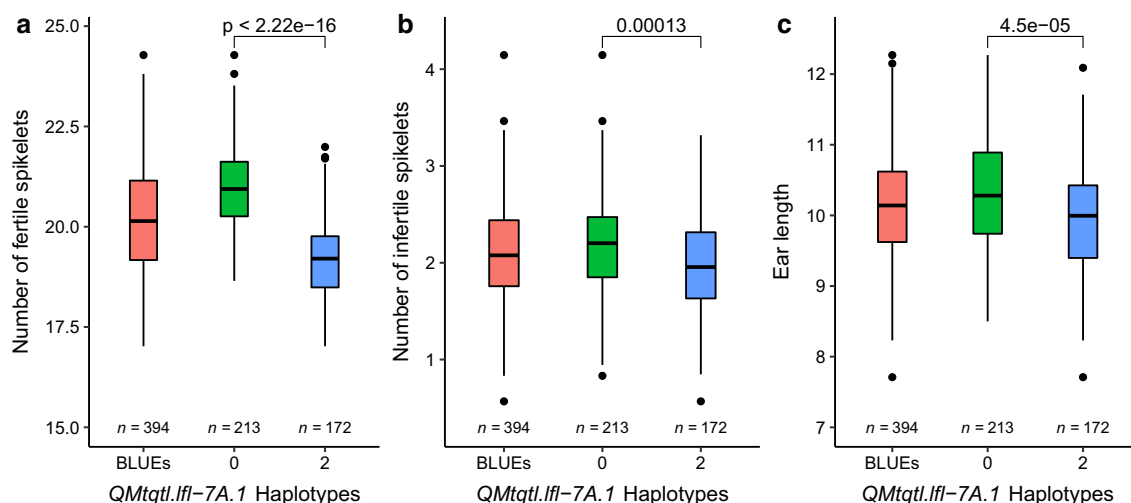 a
p < 2.22e−16
25.0
22.5
20.0
17.5
15.0
Number of fertile spikelets
n = 394
n = 213
n = 172
BLUEs
0
2
QMtqtl.lfl−7A.1 Haplotypes
b
0.00013
4
3
2
1
Number of infertile spikelets
n = 394
n = 213
n = 172
BLUEs
0
2
QMtqtl.lfl−7A.1 Haplotypes
c
4.5e−05
12
11
10
9
8
7
Ear length
n = 394
n = 213
n = 172
BLUEs
0
2
QMtqtl.lfl−7A.1 Haplotypes